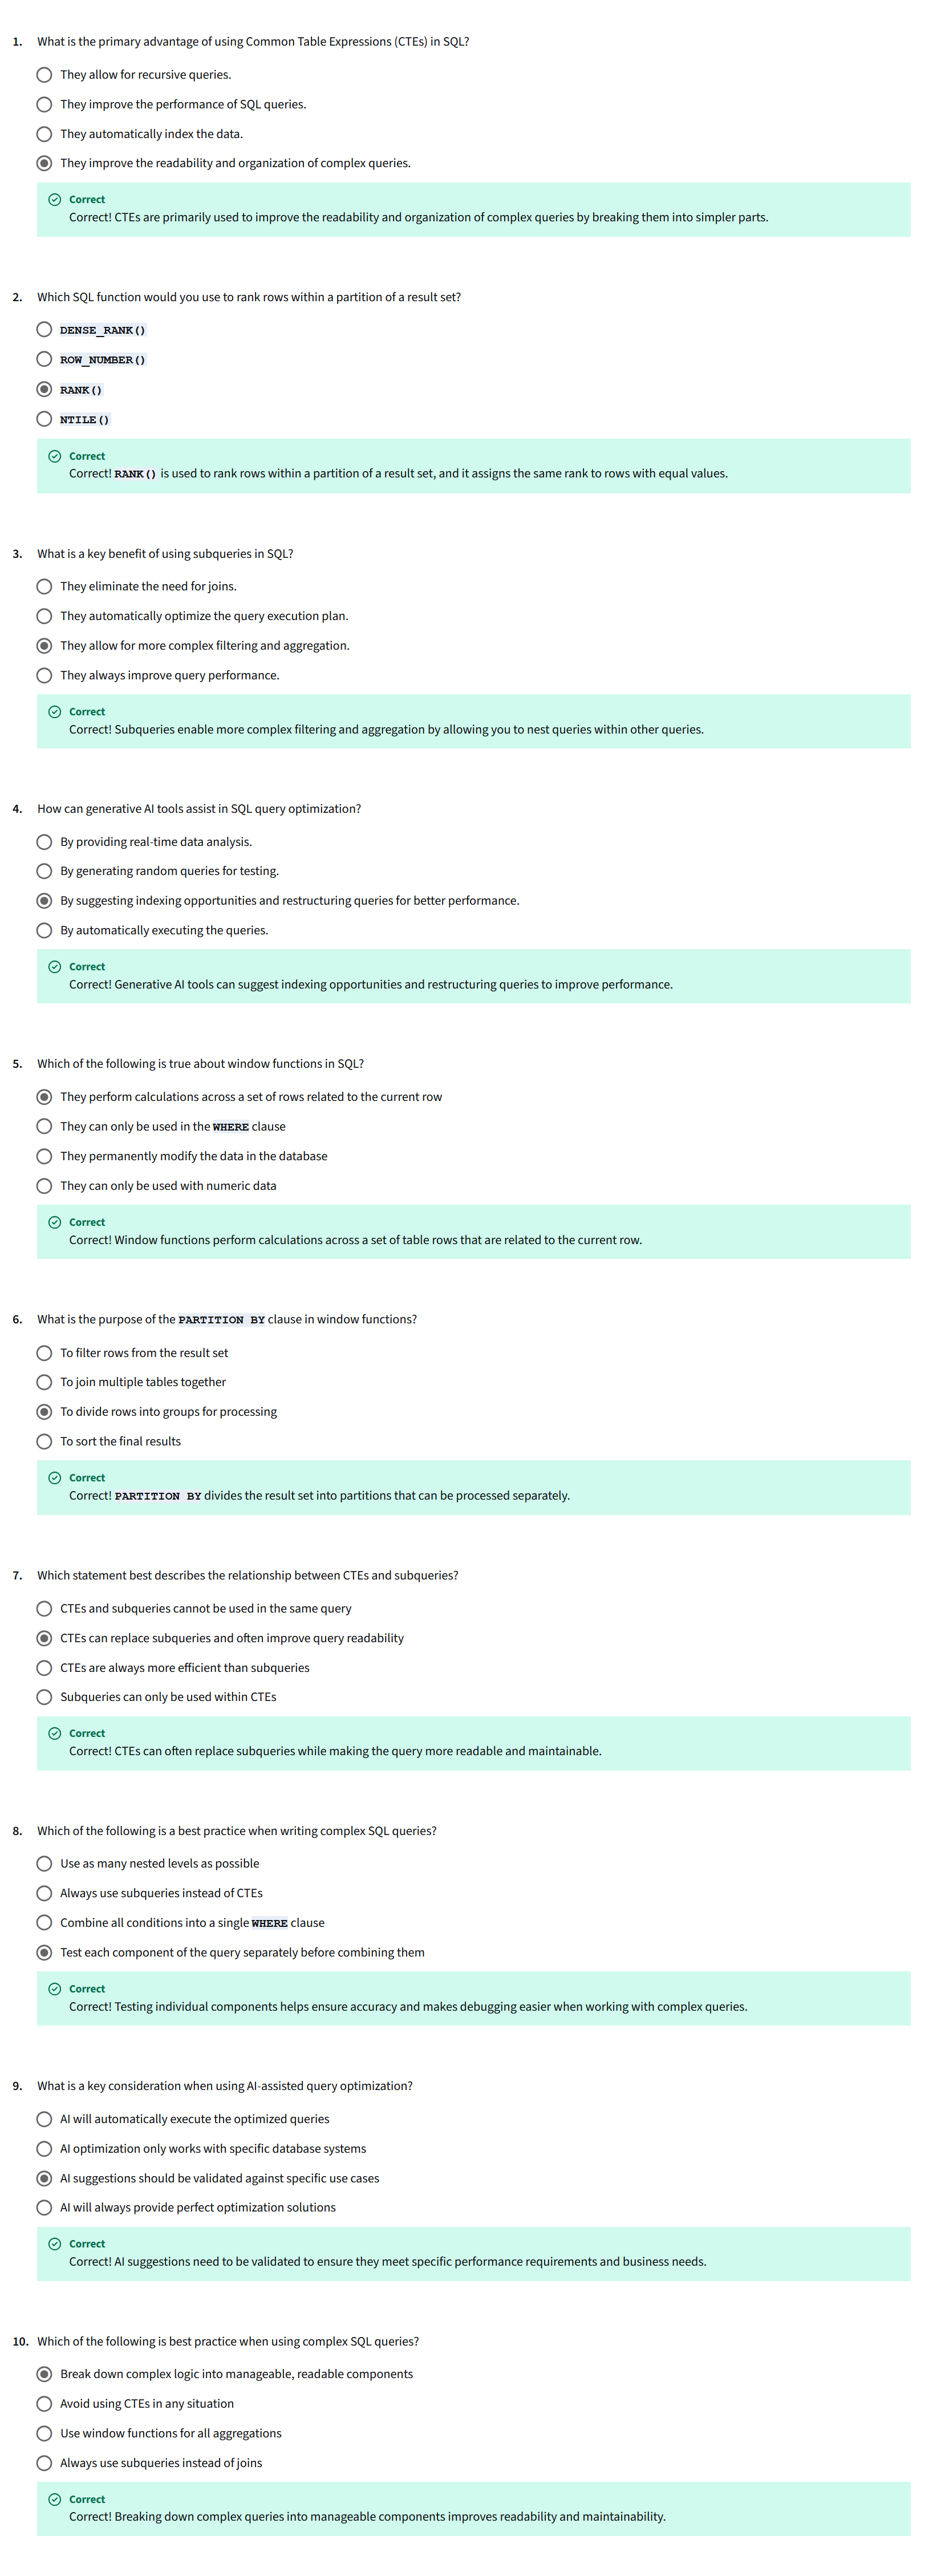 1. What is the primary advantage of using Common Table Expressions (CTEs) in SQL?
They allow for recursive queries.
They improve the performance of SQL queries.
They automatically index the data.
They improve the readability and organization of complex queries.
Correct
Correct! CTEs are primarily used to improve the readability and organization of complex queries by breaking them into simpler parts.
2. Which SQL function would you use to rank rows within a partition of a result set?
DENSE_RANK()
ROW_NUMBER()
RANK()
NTILE()
Correct
Correct! RANK() is used to rank rows within a partition of a result set, and it assigns the same rank to rows with equal values.
3. What is a key benefit of using subqueries in SQL?
They eliminate the need for joins.
They automatically optimize the query execution plan.
They allow for more complex filtering and aggregation.
They always improve query performance.
Correct
Correct! Subqueries enable more complex filtering and aggregation by allowing you to nest queries within other queries.
4. How can generative AI tools assist in SQL query optimization?
By providing real-time data analysis.
By generating random queries for testing.
By suggesting indexing opportunities and restructuring queries for better performance.
By automatically executing the queries.
Correct
Correct! Generative AI tools can suggest indexing opportunities and restructuring queries to improve performance.
5. Which of the following is true about window functions in SQL?
They perform calculations across a set of rows related to the current row
They can only be used in the WHERE clause
They permanently modify the data in the database
They can only be used with numeric data
Correct
Correct! Window functions perform calculations across a set of table rows that are related to the current row.
6. What is the purpose of the PARTITION BY clause in window functions?
To filter rows from the result set
To join multiple tables together
To divide rows into groups for processing
To sort the final results
Correct
Correct! PARTITION BY divides the result set into partitions that can be processed separately.
7. Which statement best describes the relationship between CTEs and subqueries?
CTEs and subqueries cannot be used in the same query
CTEs can replace subqueries and often improve query readability
CTEs are always more efficient than subqueries
Subqueries can only be used within CTEs
Correct
Correct! CTEs can often replace subqueries while making the query more readable and maintainable.
8. Which of the following is a best practice when writing complex SQL queries?
Use as many nested levels as possible
Always use subqueries instead of CTEs
Combine all conditions into a single WHERE clause
Test each component of the query separately before combining them
Correct
Correct! Testing individual components helps ensure accuracy and makes debugging easier when working with complex queries.
9. What is a key consideration when using AI-assisted query optimization?
AI will automatically execute the optimized queries
AI optimization only works with specific database systems
AI suggestions should be validated against specific use cases
AI will always provide perfect optimization solutions
Correct
Correct! AI suggestions need to be validated to ensure they meet specific performance requirements and business needs.
10. Which of the following is best practice when using complex SQL queries?
Break down complex logic into manageable, readable components
Avoid using CTEs in any situation
Use window functions for all aggregations
Always use subqueries instead of joins
Correct
Correct! Breaking down complex queries into manageable components improves readability and maintainability.